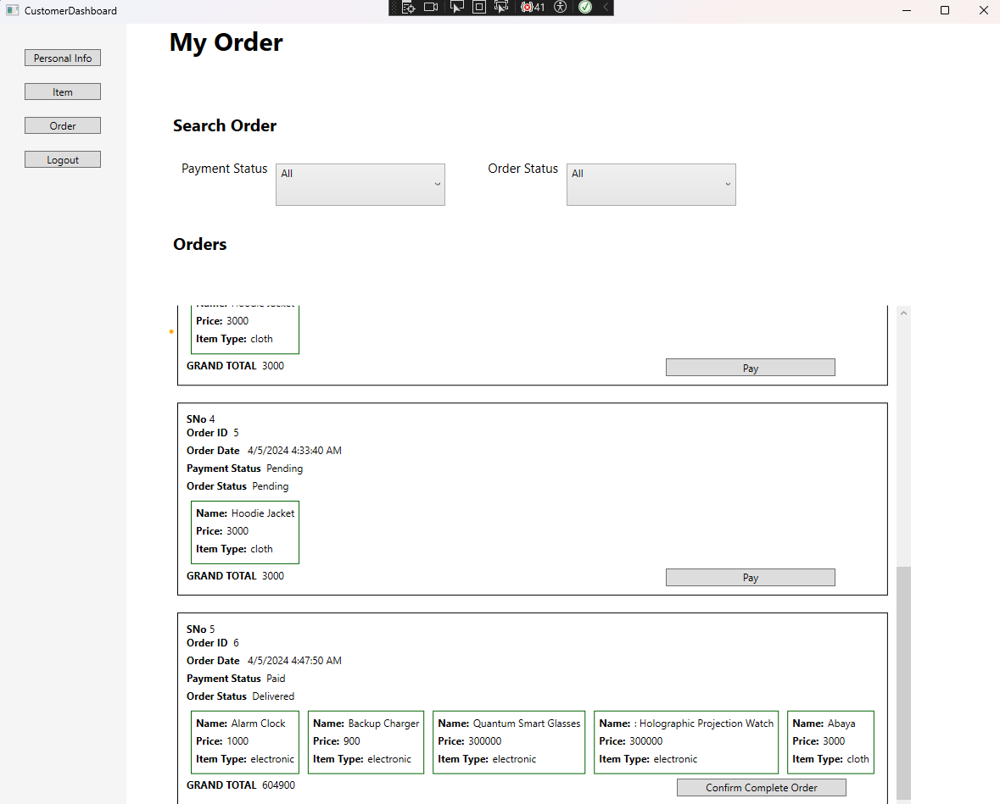 CustomerDashboard
41
Personal Info
Item
Order
Logout
My Order
Search Order
Payment Status All Order Status All
Orders
Name: Hoodie Jacket
Price: 3000
Item Type: cloth
GRAND TOTAL 3000
Pay
SNo 4
Order ID 5
Order Date 4/5/2024 4:33:40 AM
Payment Status Pending
Order Status Pending
Name: Hoodie Jacket
Price: 3000
Item Type: cloth
GRAND TOTAL 3000
Pay
SNo 5
Order ID 6
Order Date 4/5/2024 4:47:50 AM
Payment Status Paid
Order Status Delivered
Name: Alarm Clock
Price: 1000
Item Type: electronic
Name: Backup Charger
Price: 900
Item Type: electronic
Name: Quantum Smart Glasses
Price: 300000
Item Type: electronic
Name: : Holographic Projection Watch
Price: 300000
Item Type: electronic
Name: Abaya
Price: 3000
Item Type: cloth
GRAND TOTAL 604900
Confirm Complete Order